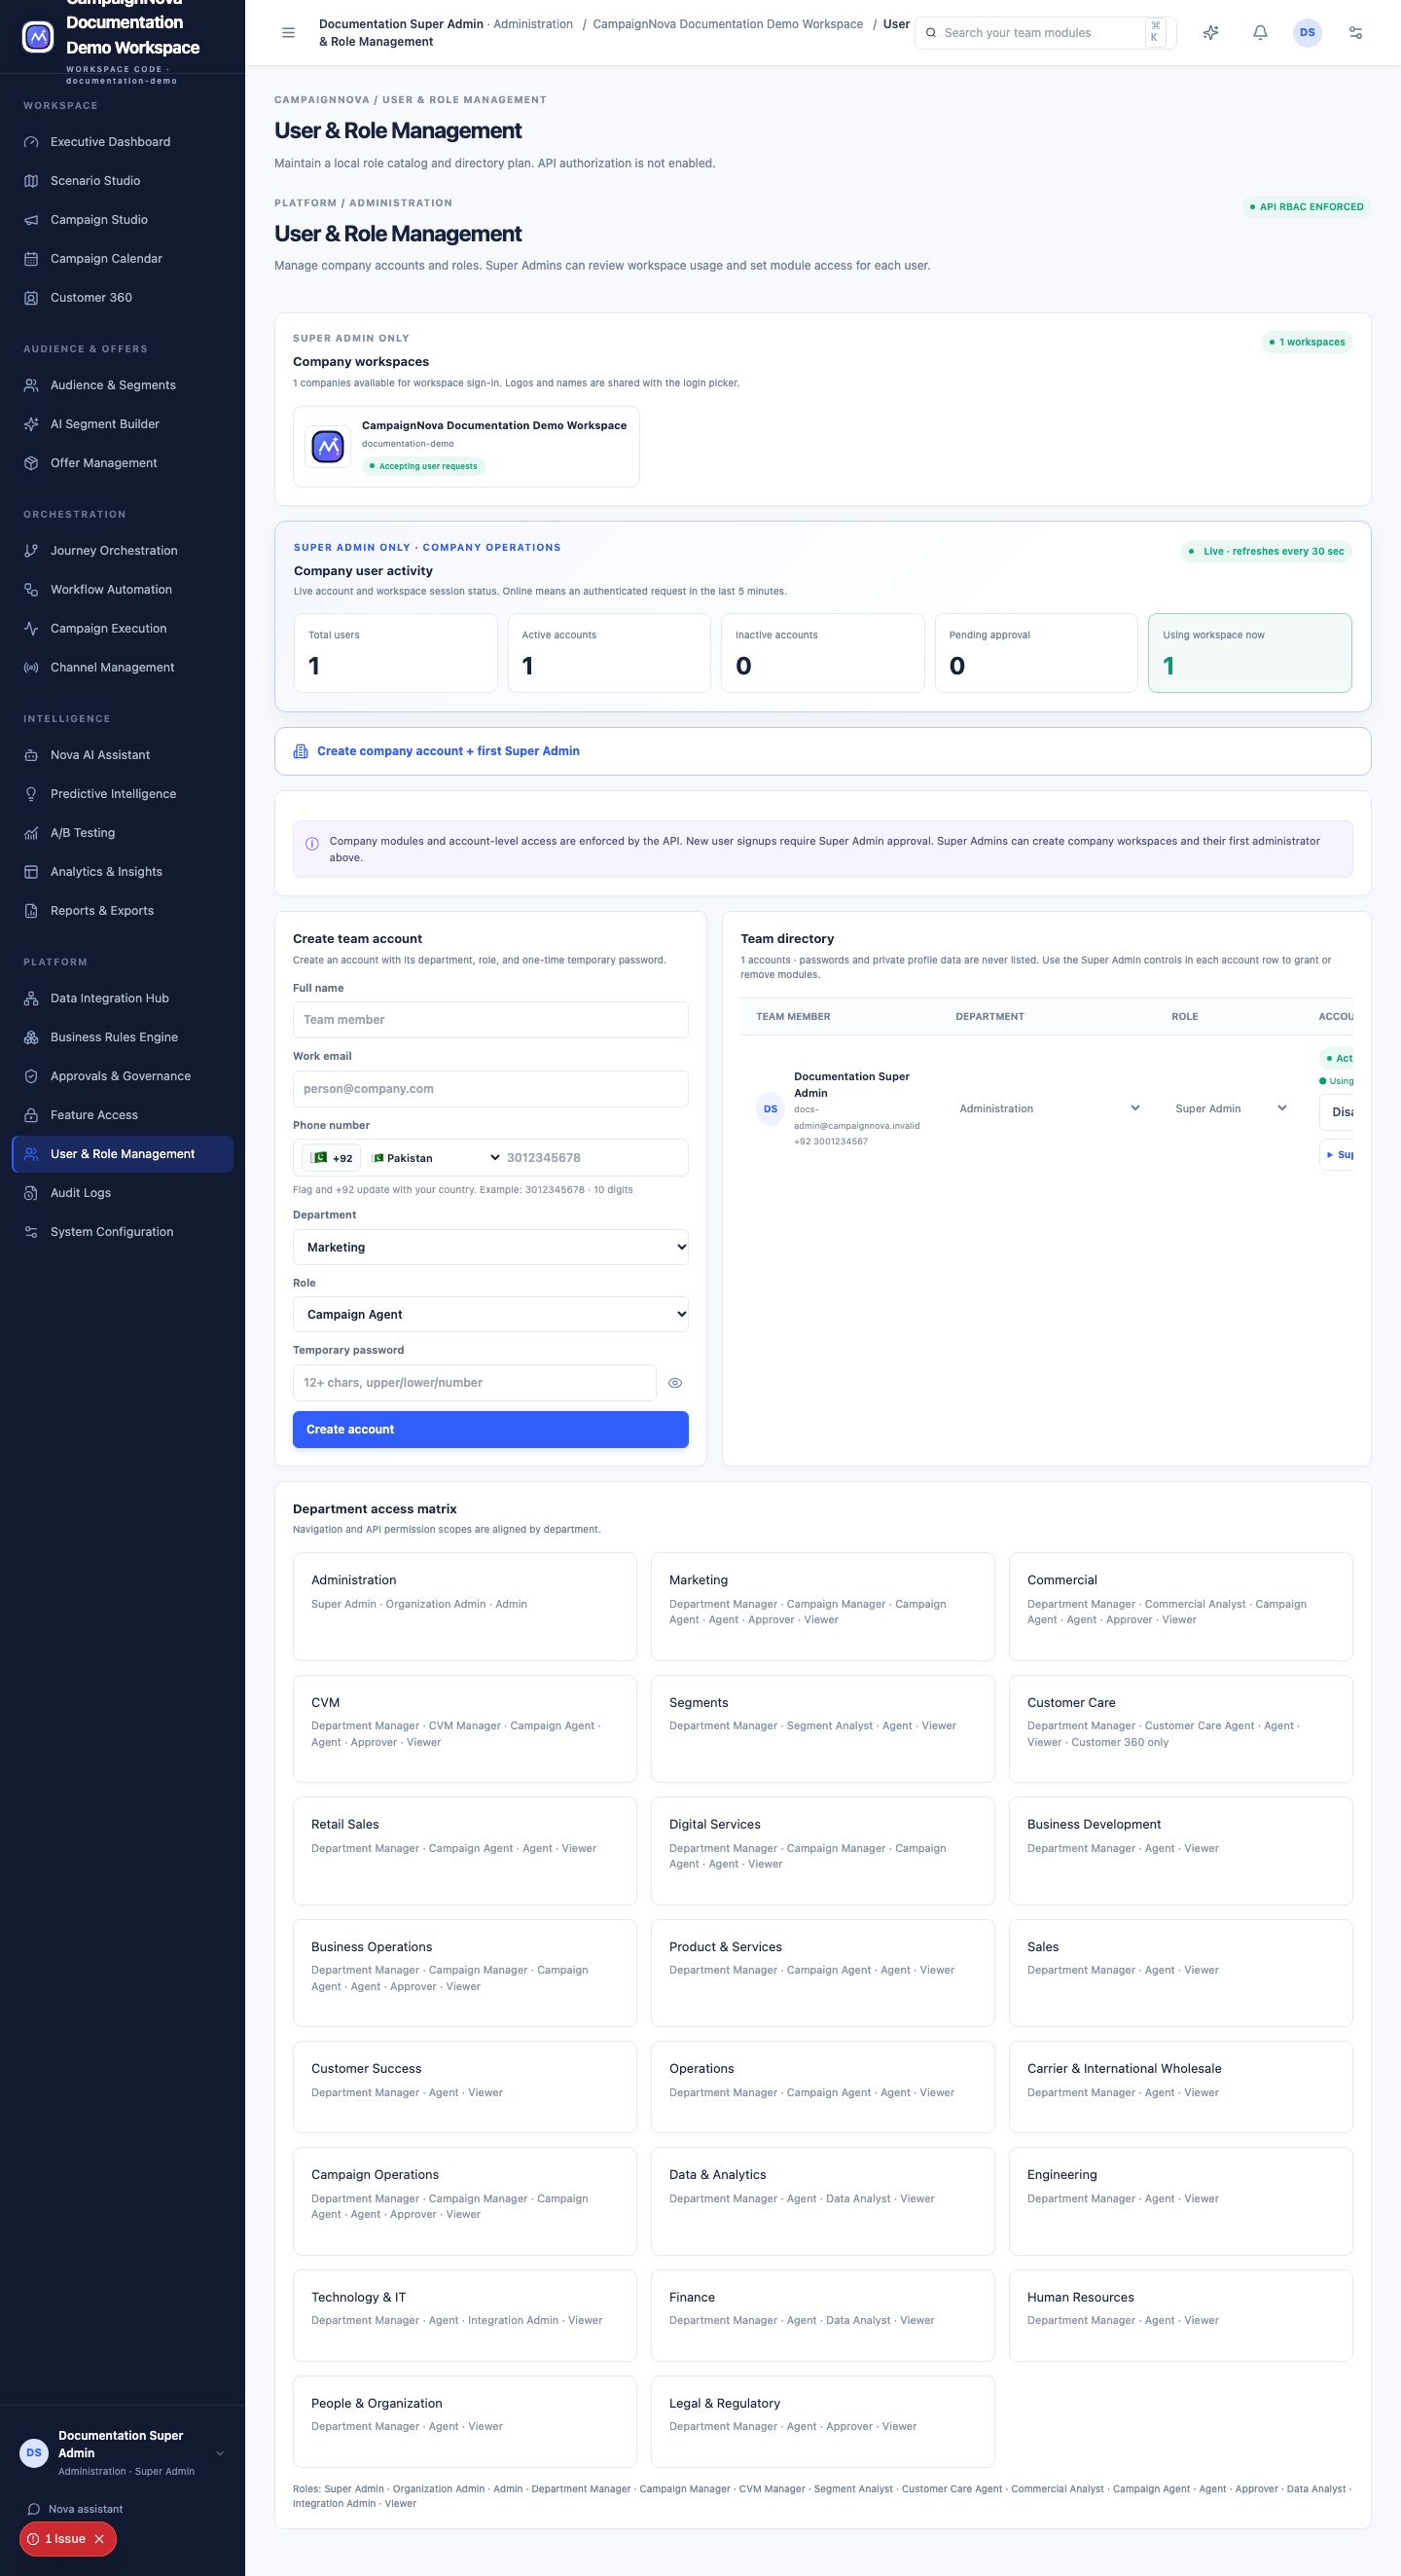 CampaignNova
Documentation
Demo Workspace
WORKSPACE CODE ·
documentation-demo
WORKSPACE
Executive Dashboard
Scenario Studio
Campaign Studio
Campaign Calendar
Customer 360
AUDIENCE & OFFERS
Audience & Segments
AI Segment Builder
Offer Management
ORCHESTRATION
Journey Orchestration
Workflow Automation
Campaign Execution
Channel Management
INTELLIGENCE
Nova AI Assistant
Predictive Intelligence
A/B Testing
Analytics & Insights
Reports & Exports
PLATFORM
Data Integration Hub
Business Rules Engine
Approvals & Governance
Feature Access
User & Role Management
Audit Logs
System Configuration
DS
Documentation Super
Admin
Administration · Super Admin
Nova assistant
1 Issue
Documentation Super Admin · Administration / CampaignNova Documentation Demo Workspace / User
& Role Management
Search your team modules
⌘
K
DS
CAMPAIGNNOVA / USER & ROLE MANAGEMENT
User & Role Management
Maintain a local role catalog and directory plan. API authorization is not enabled.
PLATFORM / ADMINISTRATION
API RBAC ENFORCED
User & Role Management
Manage company accounts and roles. Super Admins can review workspace usage and set module access for each user.
SUPER ADMIN ONLY
1 workspaces
Company workspaces
1 companies available for workspace sign-in. Logos and names are shared with the login picker.
CampaignNova Documentation Demo Workspace
documentation-demo
Accepting user requests
SUPER ADMIN ONLY · COMPANY OPERATIONS
Live · refreshes every 30 sec
Company user activity
Live account and workspace session status. Online means an authenticated request in the last 5 minutes.
Total users
1
Active accounts
1
Inactive accounts
0
Pending approval
0
Using workspace now
1
Create company account + first Super Admin
Company modules and account-level access are enforced by the API. New user signups require Super Admin approval. Super Admins can create company workspaces and their first administrator
above.
Create team account
Create an account with its department, role, and one-time temporary password.
Full name
Team member
Work email
person@company.com
Phone number
🇵🇰 +92 🇵🇰 Pakistan 3012345678
Flag and +92 update with your country. Example: 3012345678 · 10 digits
Department
Marketing
Role
Campaign Agent
Temporary password
12+ chars, upper/lower/number
Create account
Team directory
1 accounts · passwords and private profile data are never listed. Use the Super Admin controls in each account row to grant or
remove modules.
TEAM MEMBER DEPARTMENT ROLE ACCOU
DS
Documentation Super
Admin
docs-
admin@campaignnova.invalid
+92 3001234567
Administration
Super Admin
Act
Using
Disa
Sup
Department access matrix
Navigation and API permission scopes are aligned by department.
Administration
Super Admin · Organization Admin · Admin
Marketing
Department Manager · Campaign Manager · Campaign
Agent · Agent · Approver · Viewer
Commercial
Department Manager · Commercial Analyst · Campaign
Agent · Agent · Approver · Viewer
CVM
Department Manager · CVM Manager · Campaign Agent ·
Agent · Approver · Viewer
Segments
Department Manager · Segment Analyst · Agent · Viewer
Customer Care
Department Manager · Customer Care Agent · Agent ·
Viewer · Customer 360 only
Retail Sales
Department Manager · Campaign Agent · Agent · Viewer
Digital Services
Department Manager · Campaign Manager · Campaign
Agent · Agent · Viewer
Business Development
Department Manager · Agent · Viewer
Business Operations
Department Manager · Campaign Manager · Campaign
Agent · Agent · Approver · Viewer
Product & Services
Department Manager · Campaign Agent · Agent · Viewer
Sales
Department Manager · Agent · Viewer
Customer Success
Department Manager · Agent · Viewer
Operations
Department Manager · Campaign Agent · Agent · Viewer
Carrier & International Wholesale
Department Manager · Agent · Viewer
Campaign Operations
Department Manager · Campaign Manager · Campaign
Agent · Agent · Approver · Viewer
Data & Analytics
Department Manager · Agent · Data Analyst · Viewer
Engineering
Department Manager · Agent · Viewer
Technology & IT
Department Manager · Agent · Integration Admin · Viewer
Finance
Department Manager · Agent · Data Analyst · Viewer
Human Resources
Department Manager · Agent · Viewer
People & Organization
Department Manager · Agent · Viewer
Legal & Regulatory
Department Manager · Agent · Approver · Viewer
Roles: Super Admin · Organization Admin · Admin · Department Manager · Campaign Manager · CVM Manager · Segment Analyst · Customer Care Agent · Commercial Analyst · Campaign Agent · Agent · Approver · Data Analyst ·
Integration Admin · Viewer